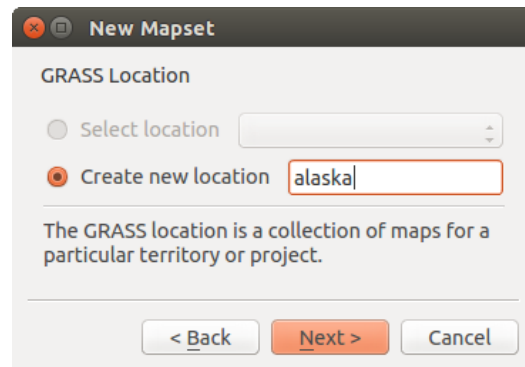 New Mapset
GRASS Location
Select location
Create new location alaska
The GRASS location is a collection of maps for a
particular territory or project.
< Back Next > Cancel